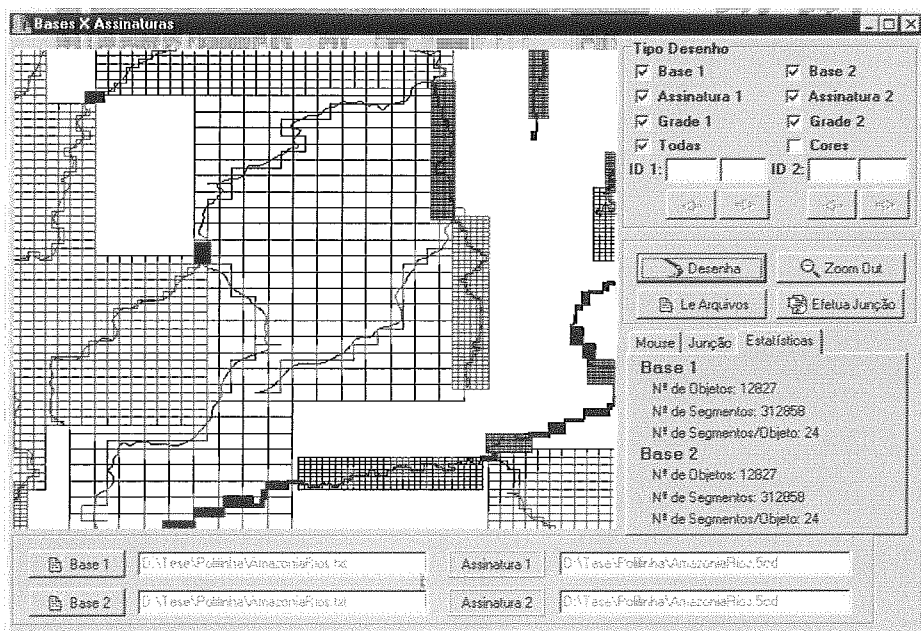 Bases X Assinaturas
Tipo Desenho
Base 1 Base 2
Assinatura 1 Assinatura 2
Grade 1 Grade 2
Todas Cores
ID 1: ID 2:
Desenha Zoom Out
Le Arquivos Efetua Junção
Mouse Junção Estatísticas
Base 1
Nº de Objetos: 12827
Nº de Segmentos: 312858
Nº de Segmentos/Objeto: 24
Base 2
Nº de Objetos: 12827
Nº de Segmentos: 312858
Nº de Segmentos/Objeto: 24
Base 1 Assinatura 1
Base 2 Assinatura 2